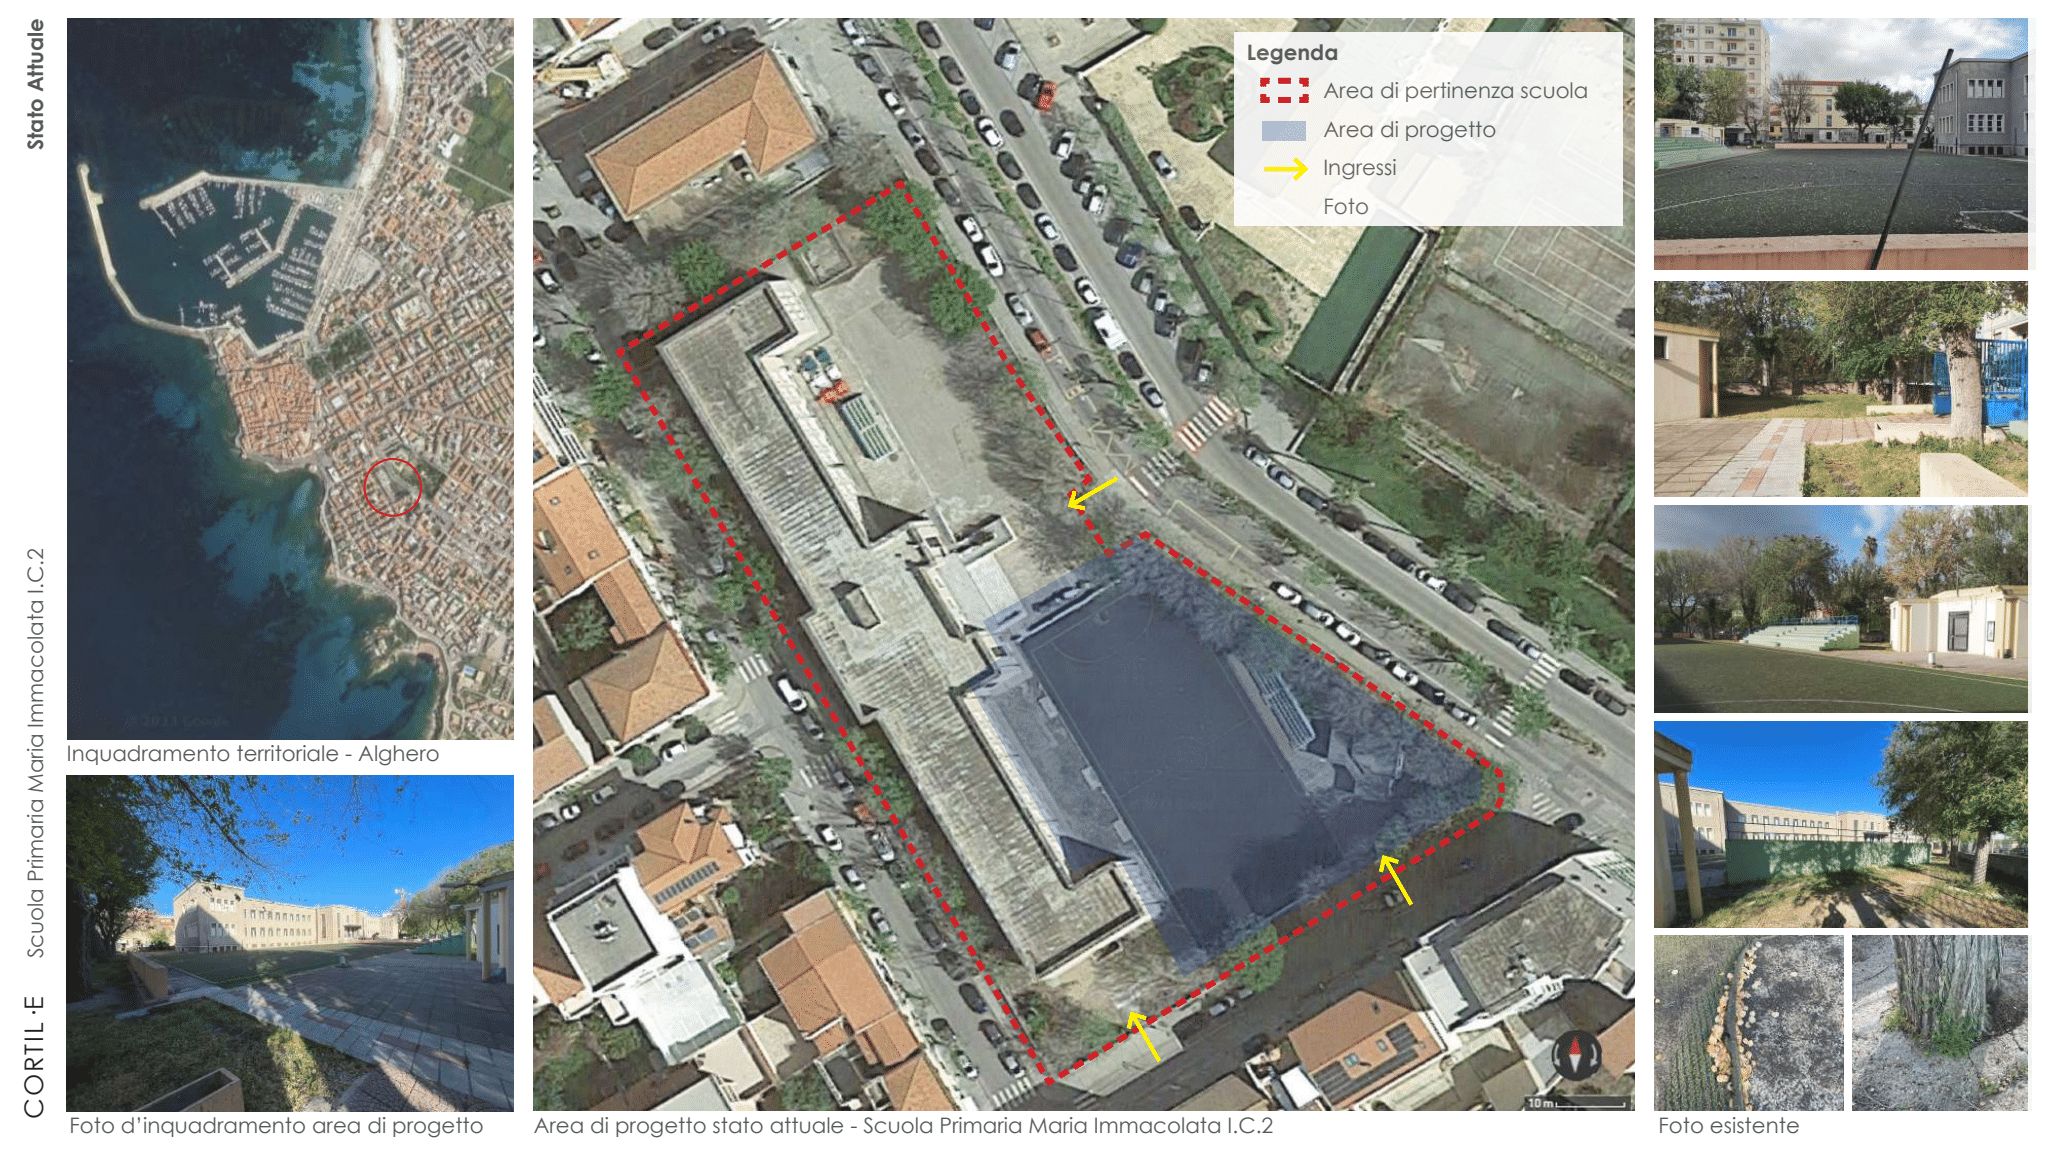 Stato Attuale
Scuola Primaria Maria Immacolata I.C.2
CORTIL·E
Inquadramento territoriale - Alghero
Foto d'inquadramento area di progetto
Legenda
Area di pertinenza scuola
Area di progetto
Ingressi
Foto
10 m
Area di progetto stato attuale - Scuola Primaria Maria Immacolata I.C.2
Foto esistente